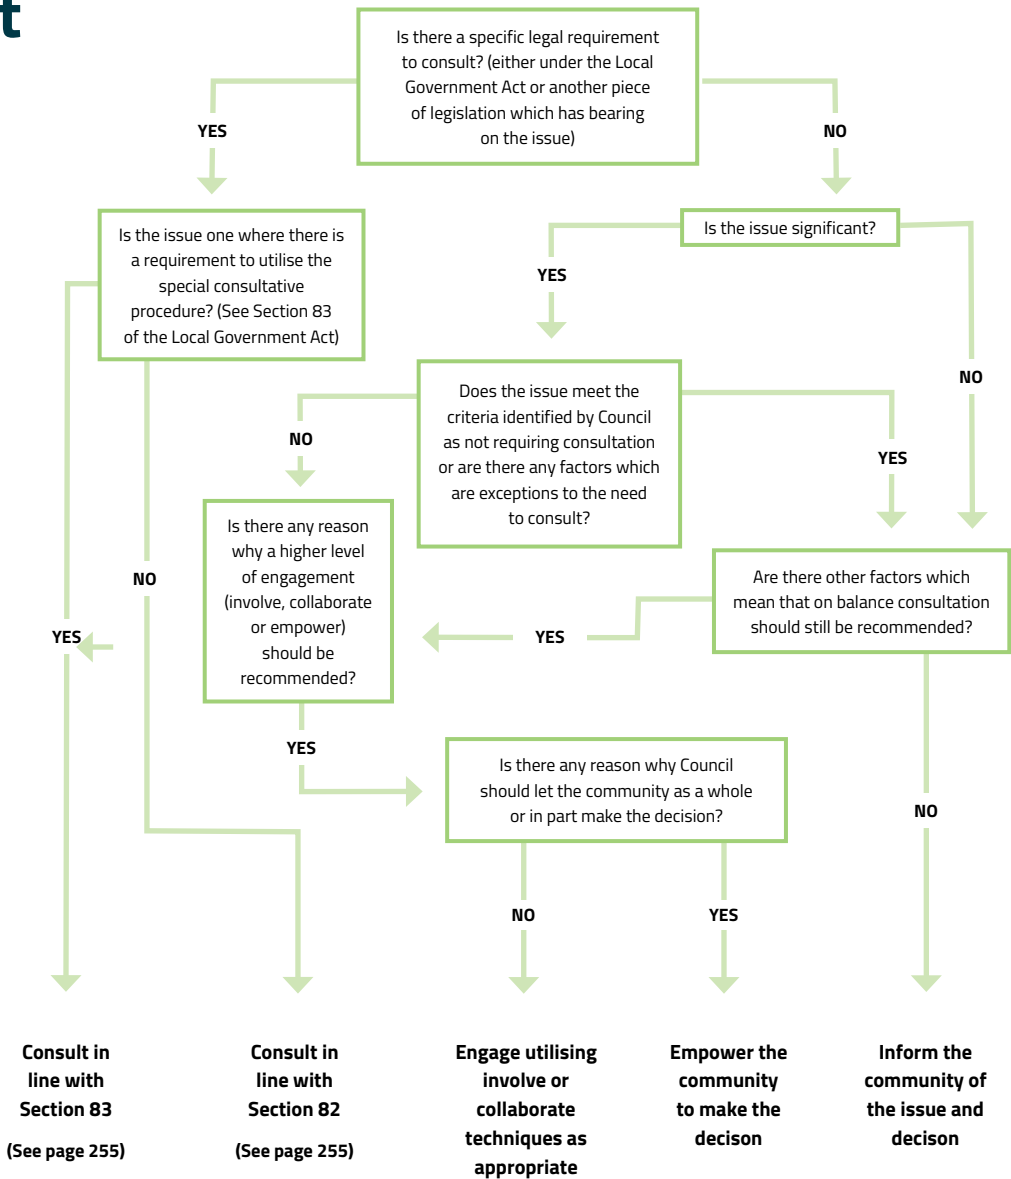 t
Is there a specific legal requirement
to consult? (either under the Local
Government Act or another piece
of legislation which has bearing
on the issue)
YES
NO
Is the issue one where there is
a requirement to utilise the
special consultative
procedure? (See Section 83
of the Local Government Act)
Is the issue significant?
YES
NO
Does the issue meet the
criteria identified by Council
as not requiring consultation
or are there any factors which
are exceptions to the need
to consult?
NO
YES
Is there any reason
why a higher level
of engagement
(involve, collaborate
or empower)
should be
recommended?
NO
YES
Are there other factors which
mean that on balance consultation
should still be recommended?
YES
YES
Is there any reason why Council
should let the community as a whole
or in part make the decision?
NO
NO
YES
Consult in
line with
Section 83
(See page 255)
Consult in
line with
Section 82
(See page 255)
Engage utilising
involve or
collaborate
techniques as
appropriate
Empower the
community
to make the
decison
Inform the
community of
the issue and
decison